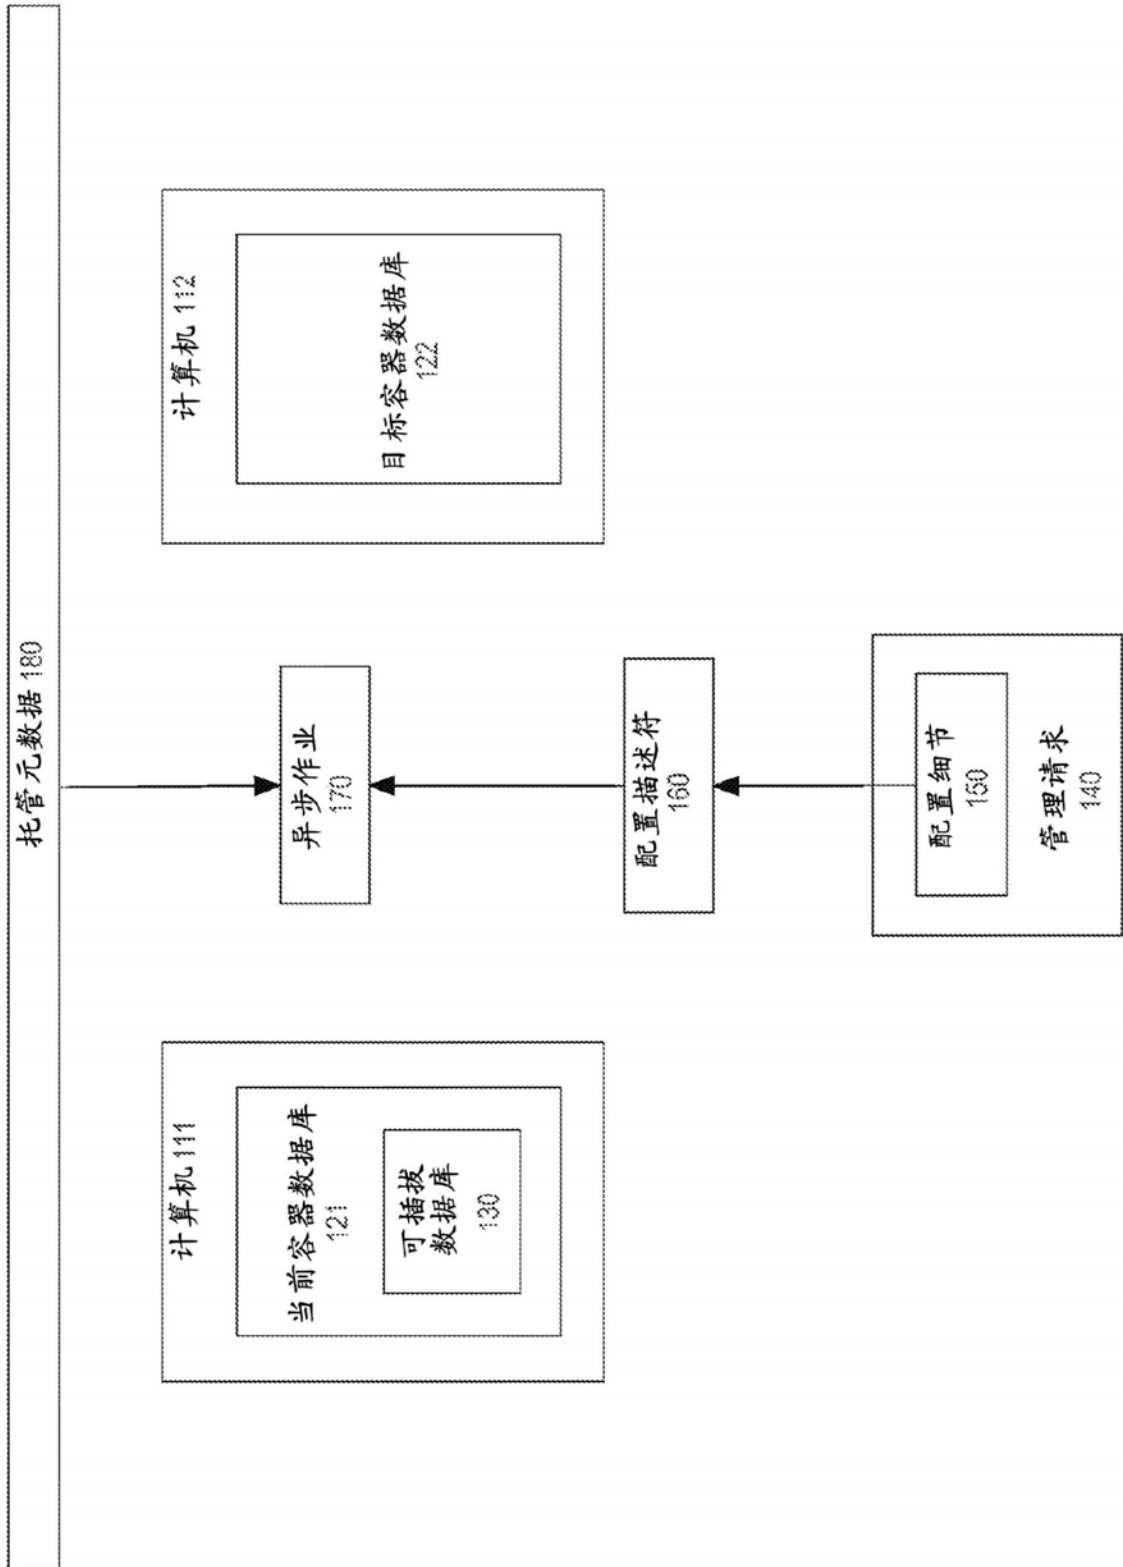 托管元数据 180
计算机 111
当前容器数据库
121
可插拔
数据库
130
异步作业
170
配置描述符
160
配置细节
150
管理请求
140
计算机 112
目标容器数据库
122